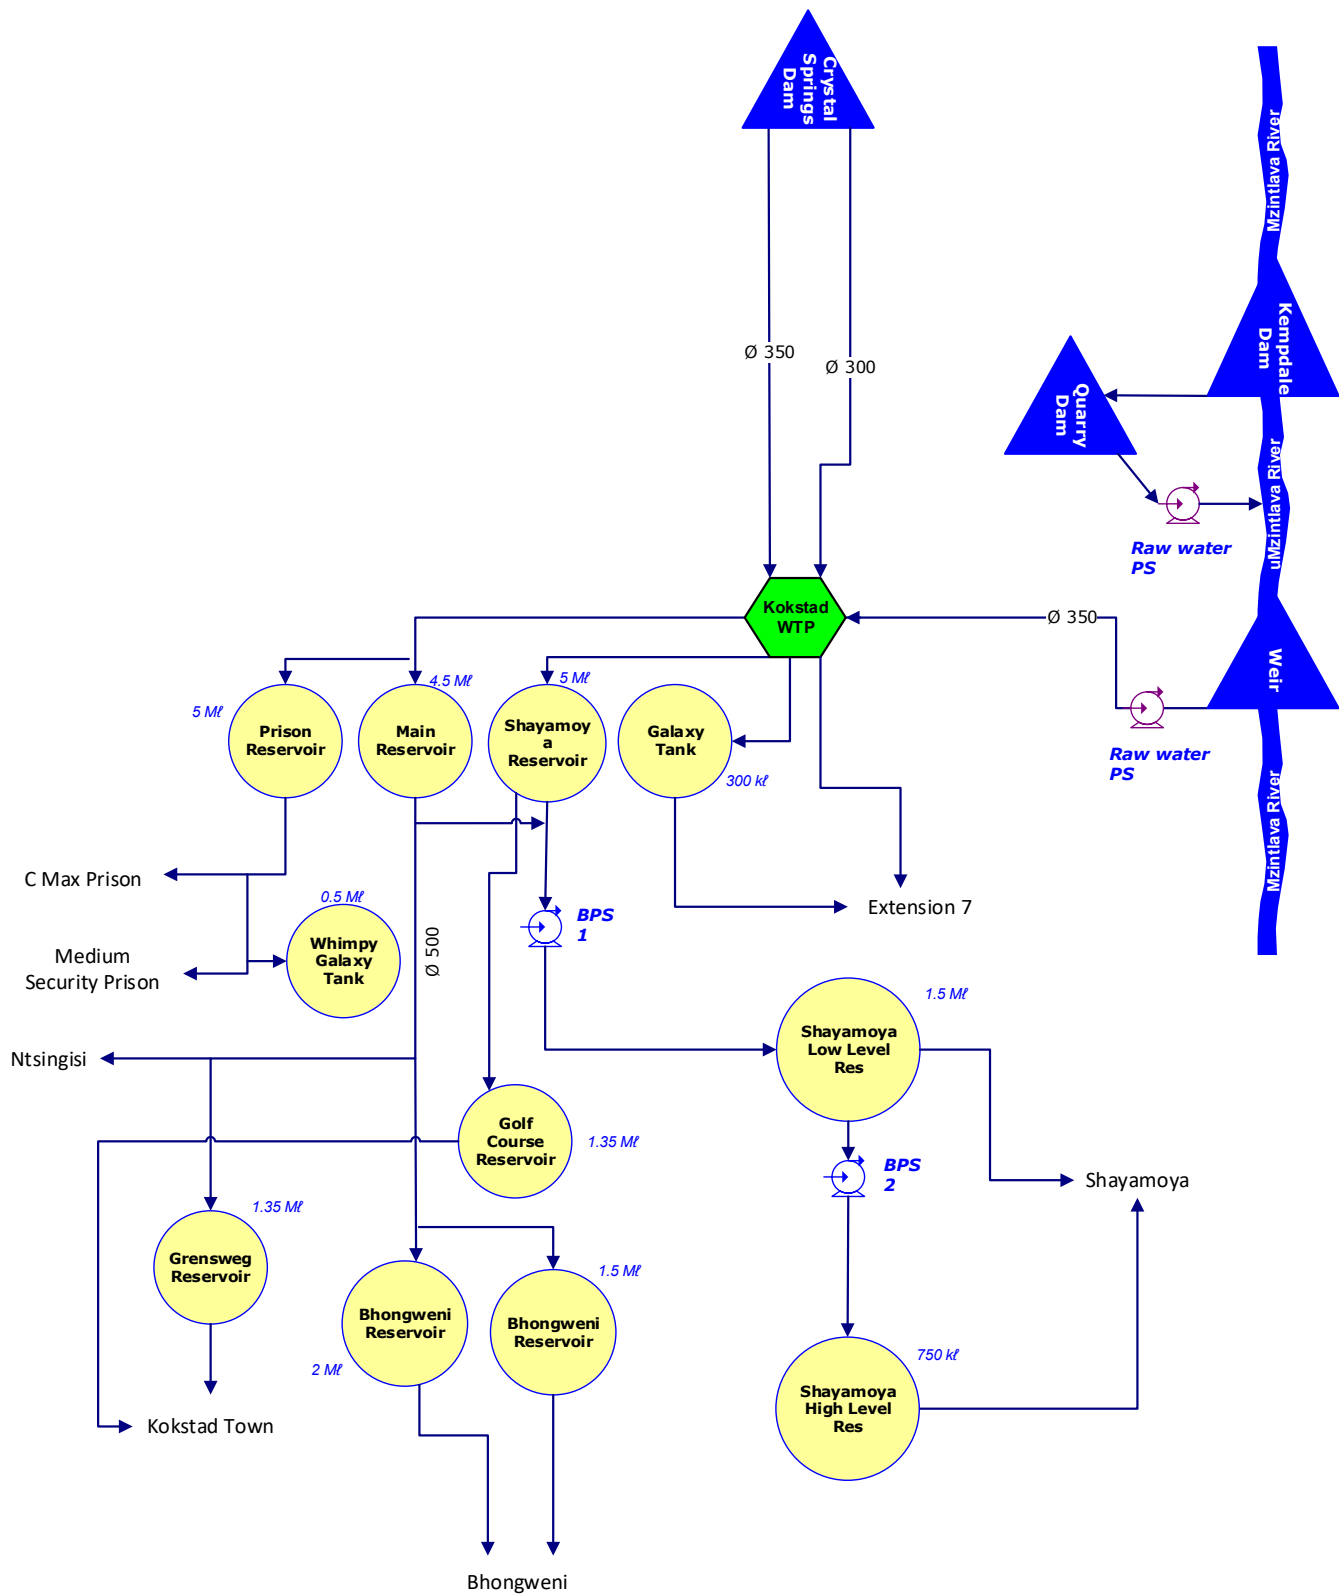 Crystal
Springs
Dam
Mzintlava River
Kempdale
Dam
Quarry
Dam
Ø 350
Ø 300
uMzintlava River
Raw water
PS
Kokstad
WTP
Ø 350
Weir
Raw water
PS
Mzintlava River
5 Mℓ
Prison
Reservoir
4.5 Mℓ
Main
Reservoir
5 Mℓ
Shayamoy
a
Reservoir
Galaxy
Tank
300 kℓ
C Max Prison
Extension 7
0.5 Mℓ
Whimpy
Galaxy
Tank
Medium
Security Prison
Ø 500
BPS
1
Ntsingisi
Shayamoya
Low Level
Res
1.5 Mℓ
Golf
Course
Reservoir
1.35 Mℓ
BPS
2
Shayamoya
1.35 Mℓ
Grensweg
Reservoir
Bhongweni
Reservoir
2 Mℓ
1.5 Mℓ
Bhongweni
Reservoir
750 kℓ
Shayamoya
High Level
Res
Kokstad Town
Bhongweni